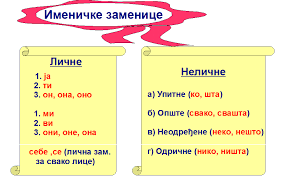 Именичке заменице
Личне
1. ја
2. ти
3. он, она, оно
1. ми
2. ви
3. они, оне, она
себе ,се (лична зам.
за свако лице)
Неличне
а) Упитне (ко, шта)
б) Опште (свако, свашта)
в) Неодређене (неко, нешто)
г) Одричне (нико, ништа)